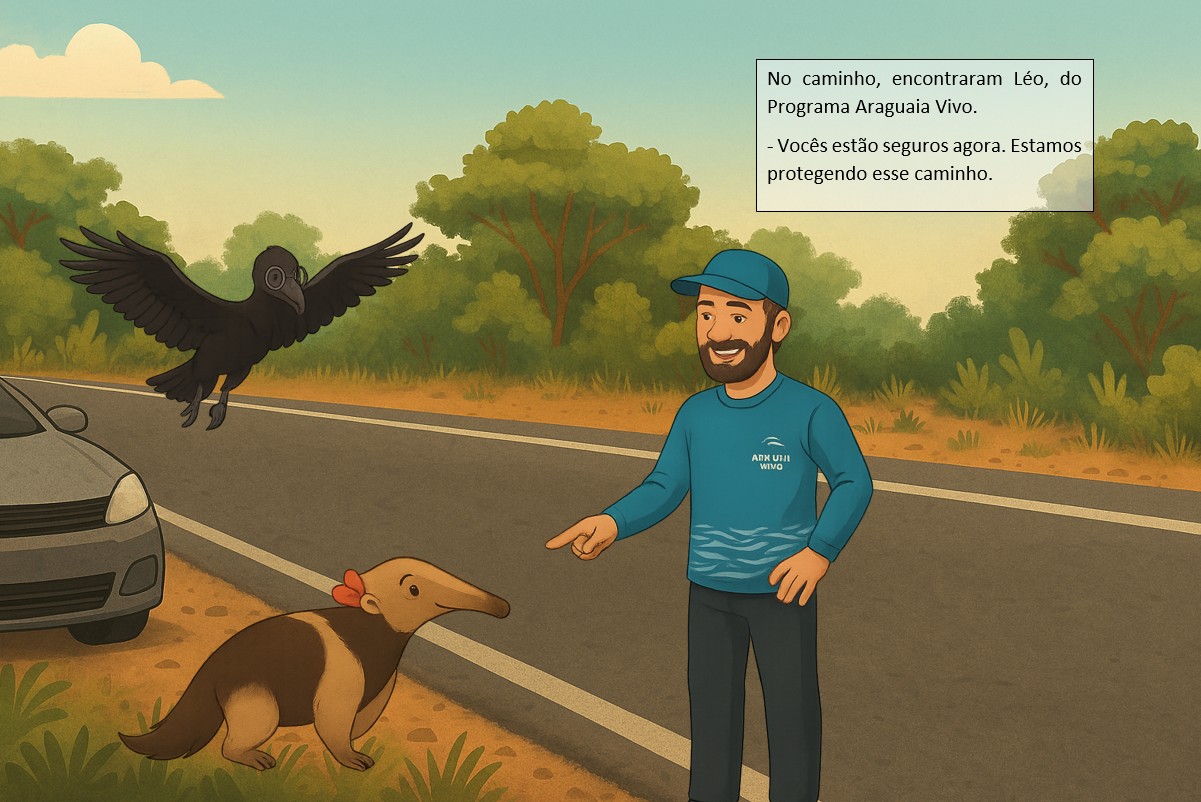 No caminho, encontraram Léo, do
Programa Araguaia Vivo.
- Vocês estão seguros agora. Estamos
protegendo esse caminho.